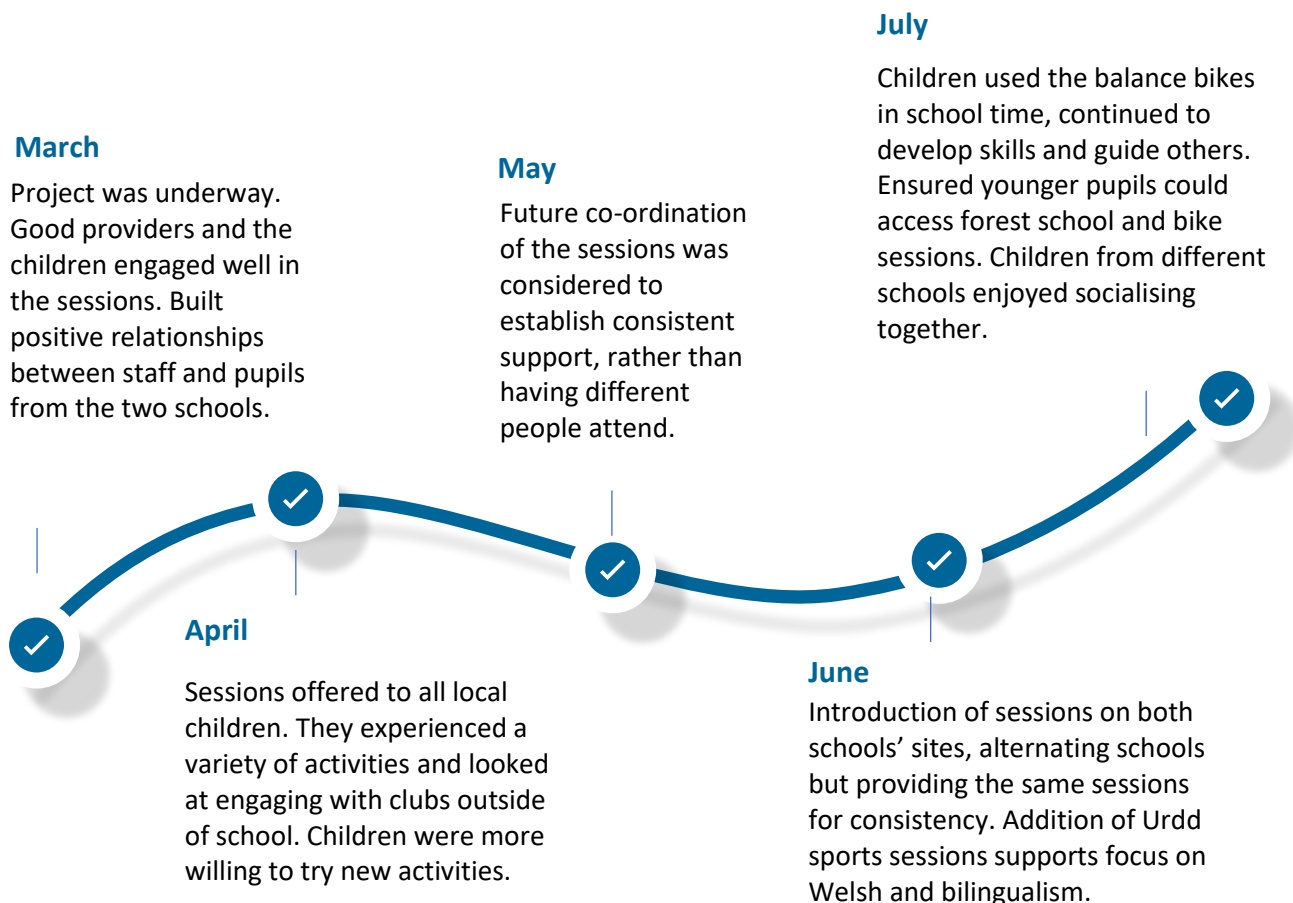 March
Project was underway.
Good providers and the
children engaged well in
the sessions. Built
positive relationships
between staff and pupils
from the two schools.
April
Sessions offered to all local
children. They experienced a
variety of activities and looked
at engaging with clubs outside
of school. Children were more
willing to try new activities.
May
Future co-ordination
of the sessions was
considered to
establish consistent
support, rather than
having different
people attend.
June
Introduction of sessions on both
schools’ sites, alternating schools
but providing the same sessions
for consistency. Addition of Urdd
sports sessions supports focus on
Welsh and bilingualism.
July
Children used the balance bikes
in school time, continued to
develop skills and guide others.
Ensured younger pupils could
access forest school and bike
sessions. Children from different
schools enjoyed socialising
together.